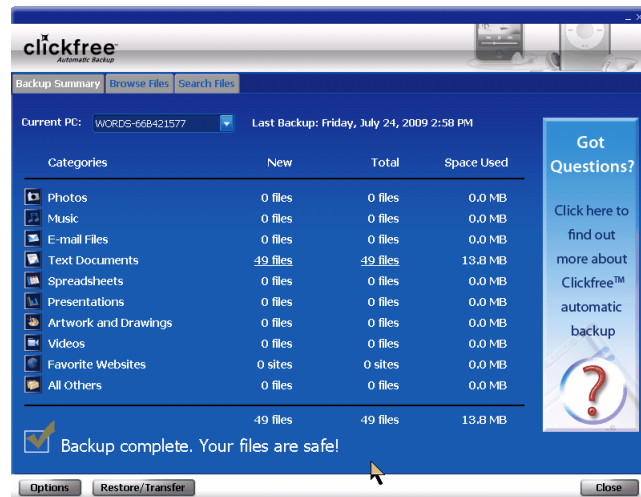 clickfree™
Automatic Backup
Backup Summary Browse Files Search Files
Current PC: WORDS-66B421577 Last Backup: Friday, July 24, 2009 2:58 PM
Categories New Total Space Used
Photos 0 files 0 files 0.0 MB
Music 0 files 0 files 0.0 MB
E-mail Files 0 files 0 files 0.0 MB
Text Documents 49 files 49 files 13.8 MB
Spreadsheets 0 files 0 files 0.0 MB
Presentations 0 files 0 files 0.0 MB
Artwork and Drawings 0 files 0 files 0.0 MB
Videos 0 files 0 files 0.0 MB
Favorite Websites 0 sites 0 sites 0.0 MB
All Others 0 files 0 files 0.0 MB
49 files 49 files 13.8 MB
Backup complete. Your files are safe!
Got
Questions?
Click here to
find out
more about
Clickfree™
automatic
backup
?
Options Restore/Transfer Close